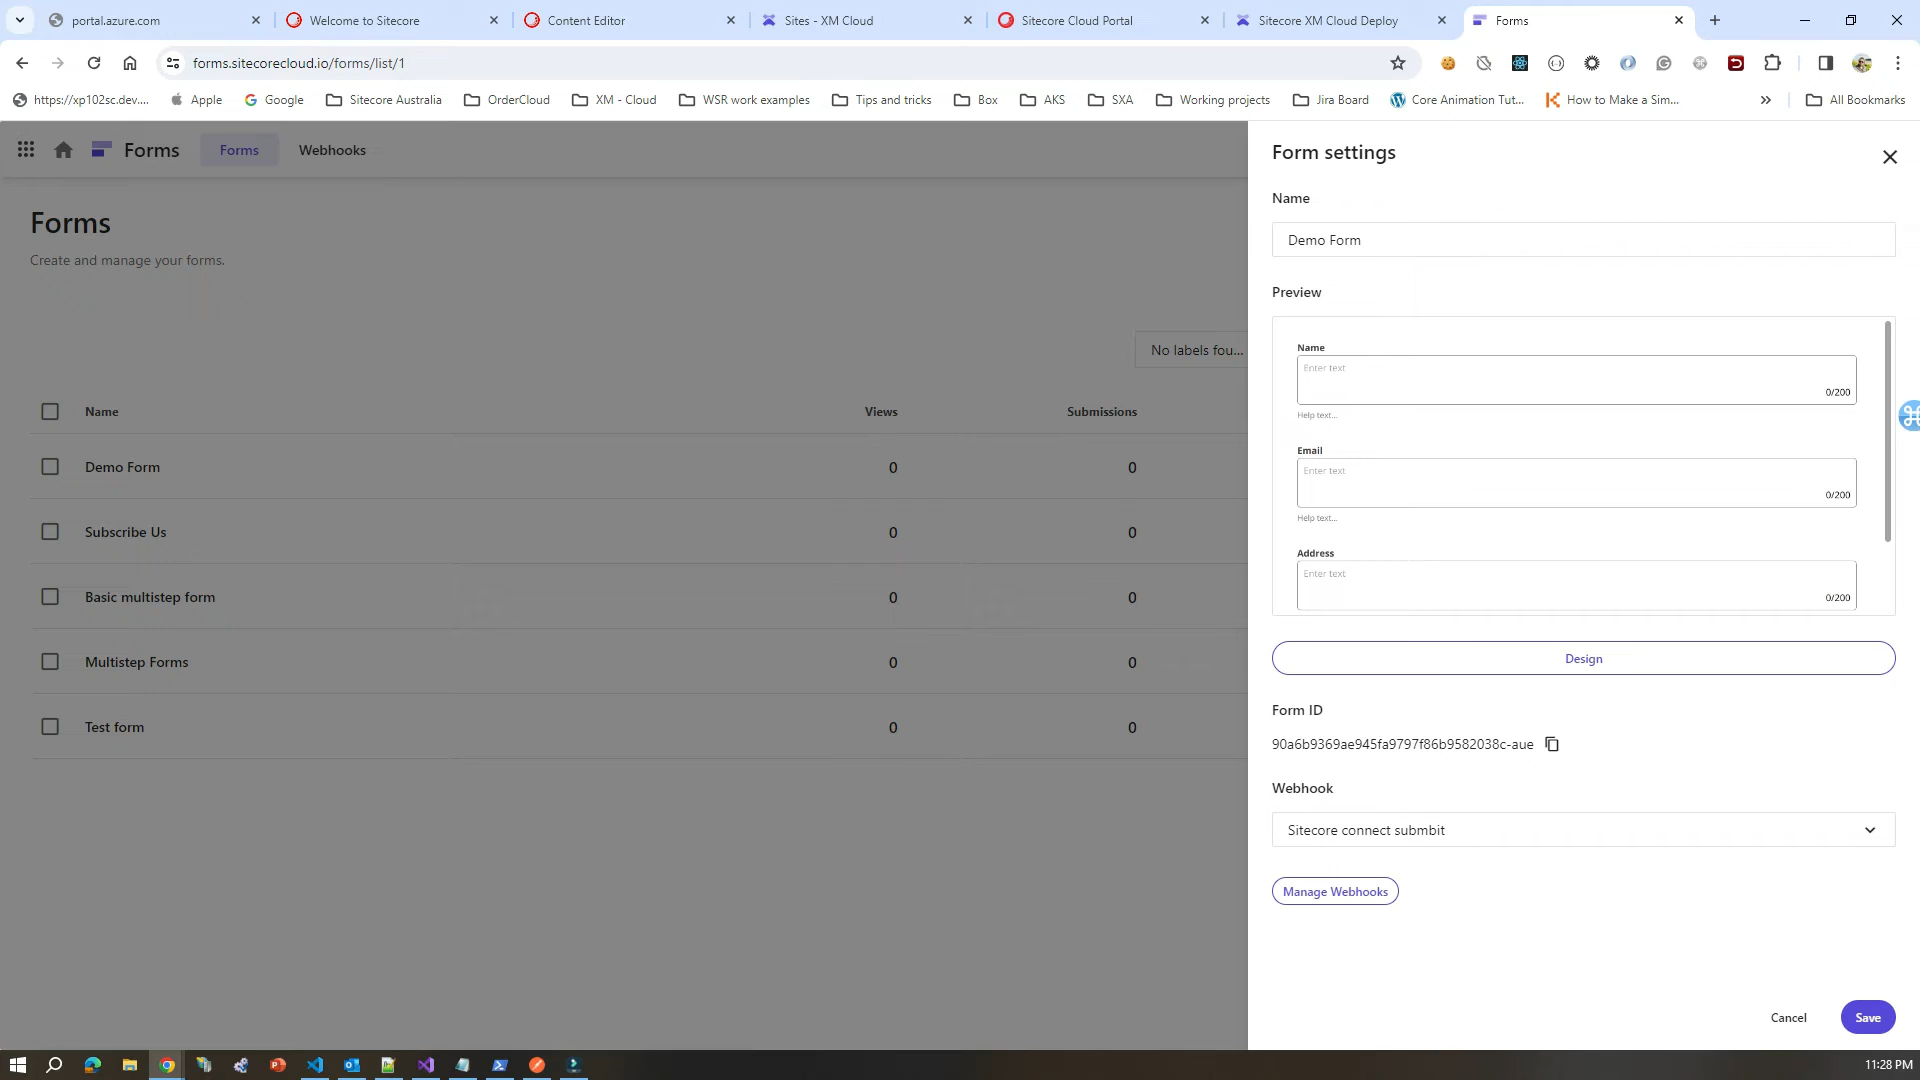 portal.azure.com
Welcome to Sitecore
Content Editor
Sites - XM Cloud
Sitecore Cloud Portal
Sitecore XM Cloud Deploy
Forms
forms.sitecorecloud.io/forms/list/1
https://xp102sc.dev....
Apple
Google
Sitecore Australia
OrderCloud
XM - Cloud
WSR work examples
Tips and tricks
Box
AKS
SXA
Working projects
Jira Board
Core Animation Tut...
How to Make a Sim...
All Bookmarks
Forms
Forms
Webhooks
Forms
Create and manage your forms.
No labels fou...
Name Views Submissions
Demo Form 0 0
Subscribe Us 0 0
Basic multistep form 0 0
Multistep Forms 0 0
Test form 0 0
Form settings
Name
Demo Form
Preview
Name
Enter text
0/200
Help text...
Email
Enter text
0/200
Help text...
Address
Enter text
0/200
Design
Form ID
90a6b9369ae945fa9797f86b9582038c-aue
Webhook
Sitecore connect submbit
Manage Webhooks
Cancel
Save
11:28 PM